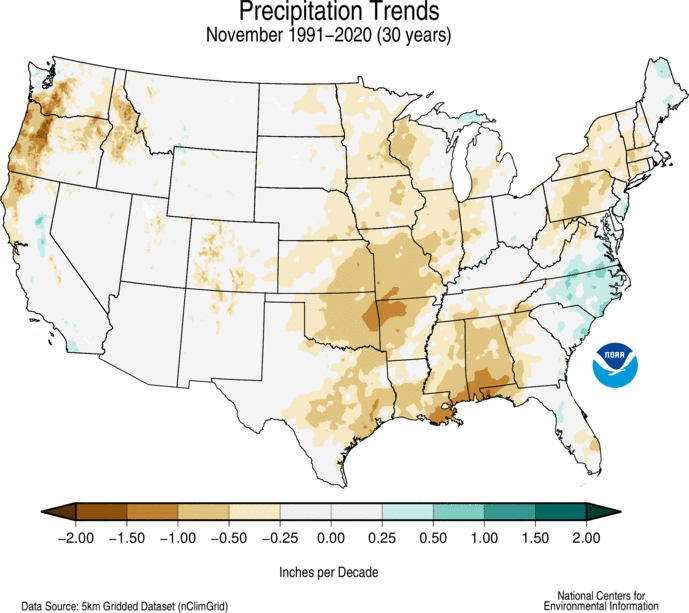 Precipitation Trends
November 1991–2020 (30 years)
NOAA
−2.00 −1.50 −1.00 −0.50 −0.25 0.00 0.25 0.50 1.00 1.50 2.00
Inches per Decade
Data Source: 5km Gridded Dataset (nClimGrid)
National Centers for
Environmental Information